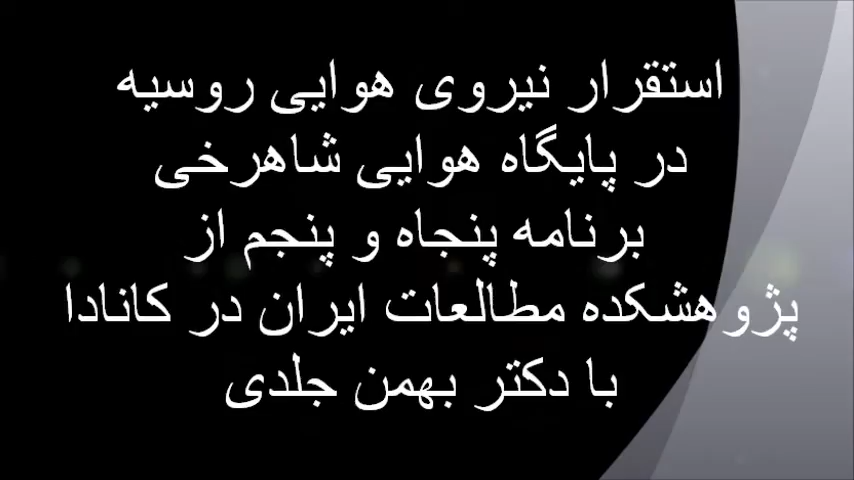 استقرار نیروی هوایی روسیه
در پایگاه هوایی شاهرخی
برنامه پنجاه و پنجم از
پژوهشکده مطالعات ایران در کانادا
با دکتر بهمن جلدی